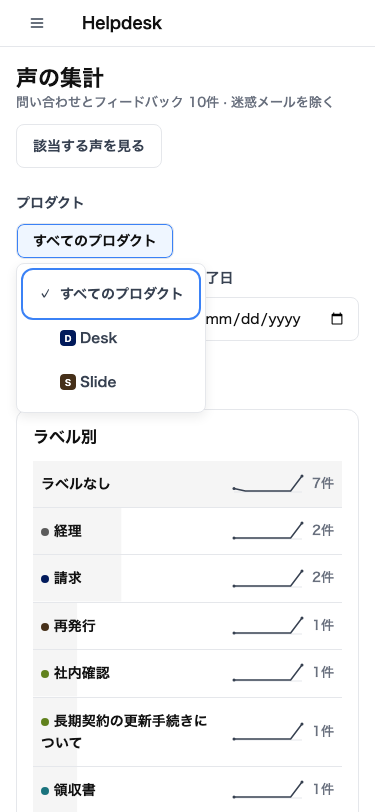 Helpdesk
声の集計
問い合わせとフィードバック 10件 · 迷惑メールを除く
該当する声を見る
プロダクト
すべてのプロダクト
了日
✓ すべてのプロダクト
mm/dd/yyyy
D Desk
S Slide
ラベル別
ラベルなし 7件
経理 2件
請求 2件
再発行 1件
社内確認 1件
長期契約の更新手続きに
ついて 1件
領収書 1件